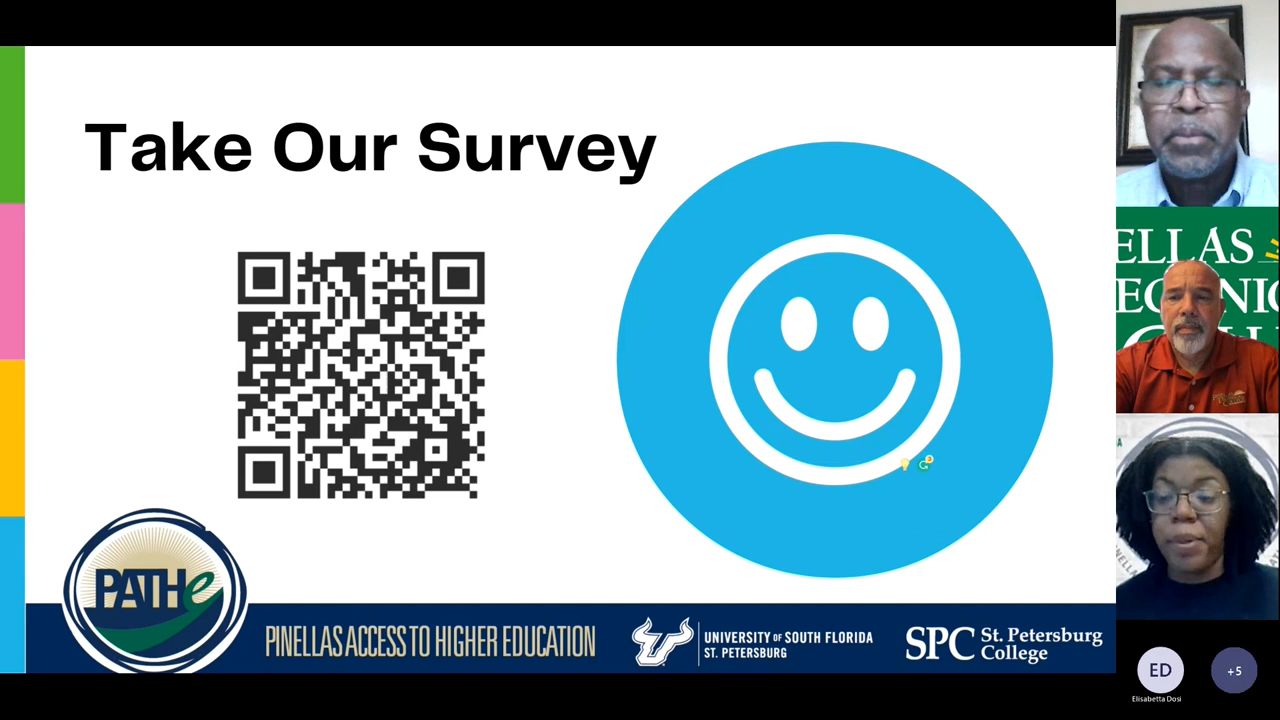 Take Our Survey
PATHe
PINELLAS ACCESS TO HIGHER EDUCATION
UNIVERSITY of SOUTH FLORIDA
ST. PETERSBURG
SPC St. Petersburg
College
ELLAS
ED
Elisabetta Dosi
+5